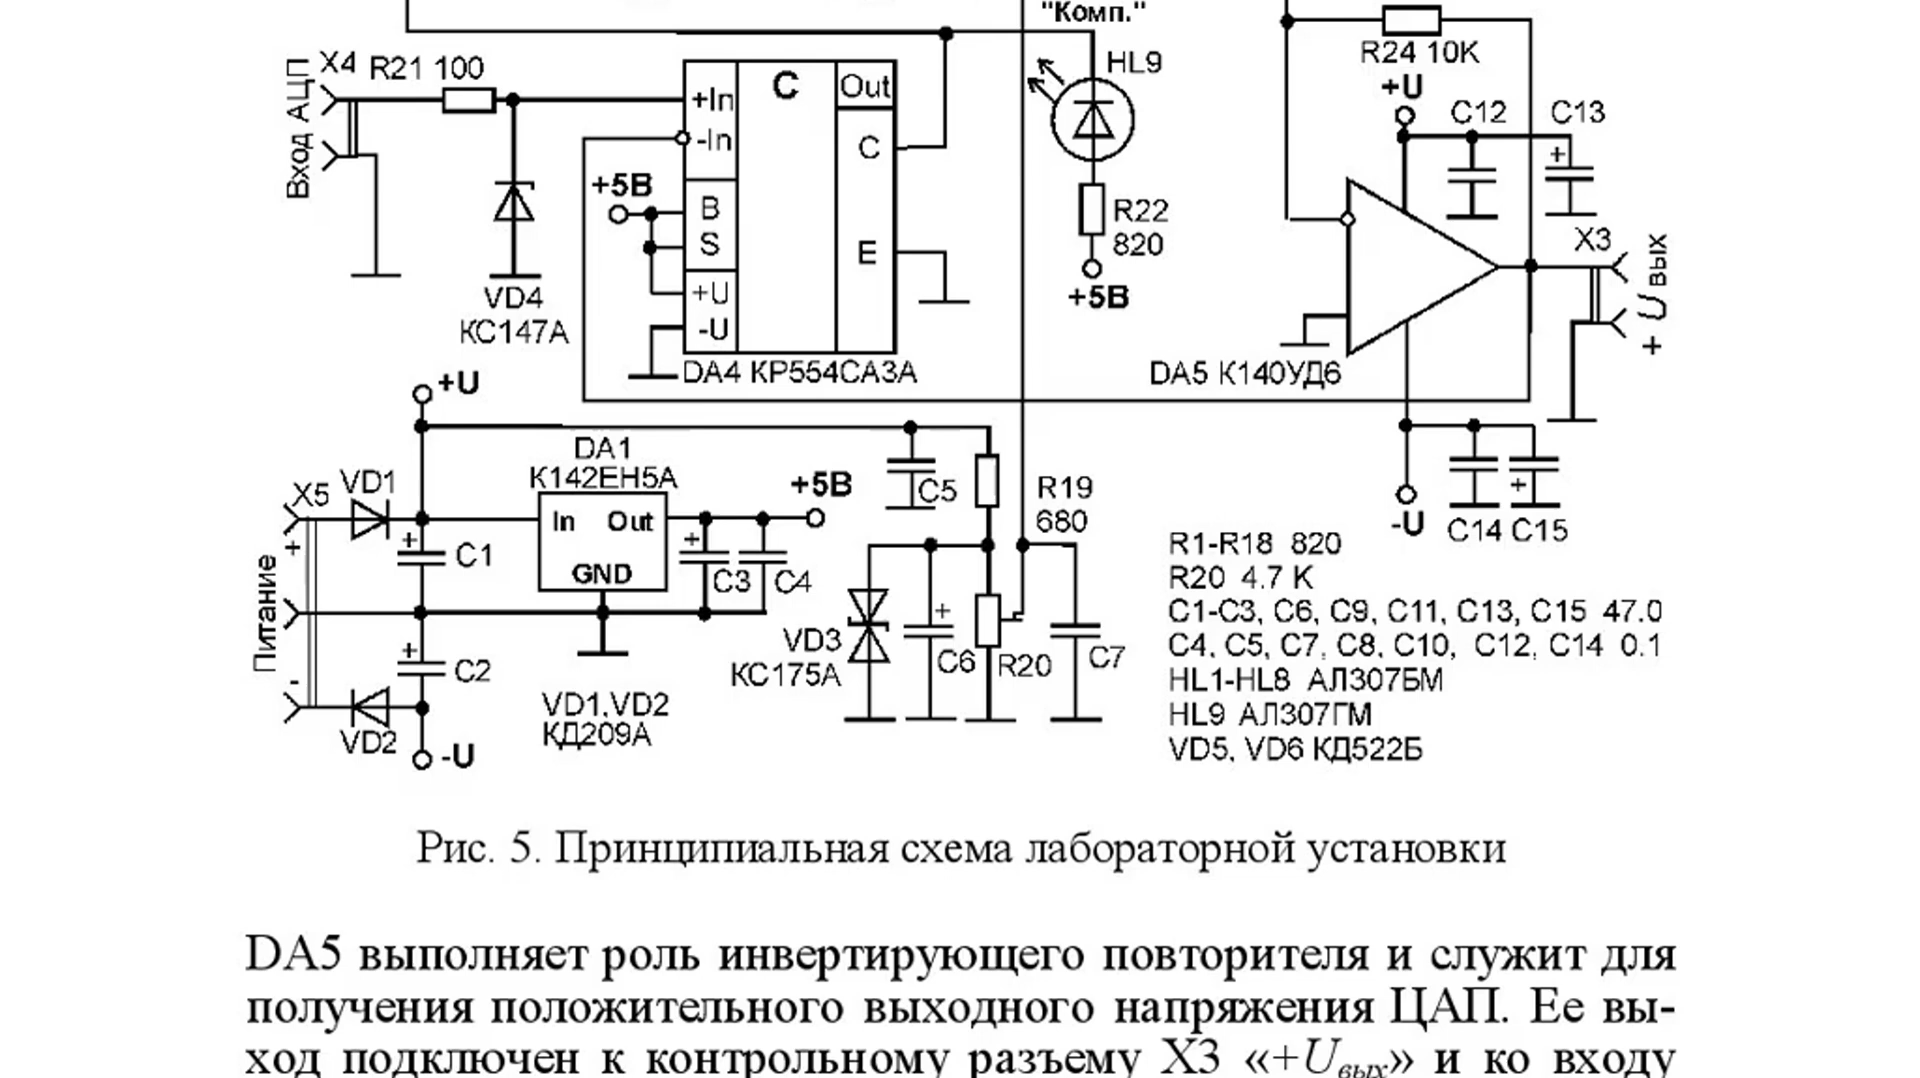 "Комп."
R24 10K
X4
R21 100
C
Out
HL9
+U
C12
C13
Вход АЦП
+In
-In
C
+5В
B
S
E
R22
820
X3
+ U вых
+U
-U
+5В
VD4
КС147А
DA4 КР554СА3А
DA5 К140УД6
+U
DA1
К142ЕН5А
X5
VD1
In
Out
GND
+5В
C5
R19
680
-U
C14
C15
+
+
+
+
+
+
+
-
C1
C3
C4
Питание
C2
VD3
КС175А
C6
R20
C7
VD2
-U
VD1,VD2
КД209А
R1-R18 820
R20 4.7 K
C1-C3, C6, C9, C11, C13, C15 47.0
C4, C5, C7, C8, C10, C12, C14 0.1
HL1-HL8 АЛ307БМ
HL9 АЛ307ГМ
VD5, VD6 КД522Б
Рис. 5. Принципиальная схема лабораторной установки
DA5 выполняет роль инвертирующего повторителя и служит для
получения положительного выходного напряжения ЦАП. Ее вы-
ход подключен к контрольному разъему X3 «+Uвых» и ко входу